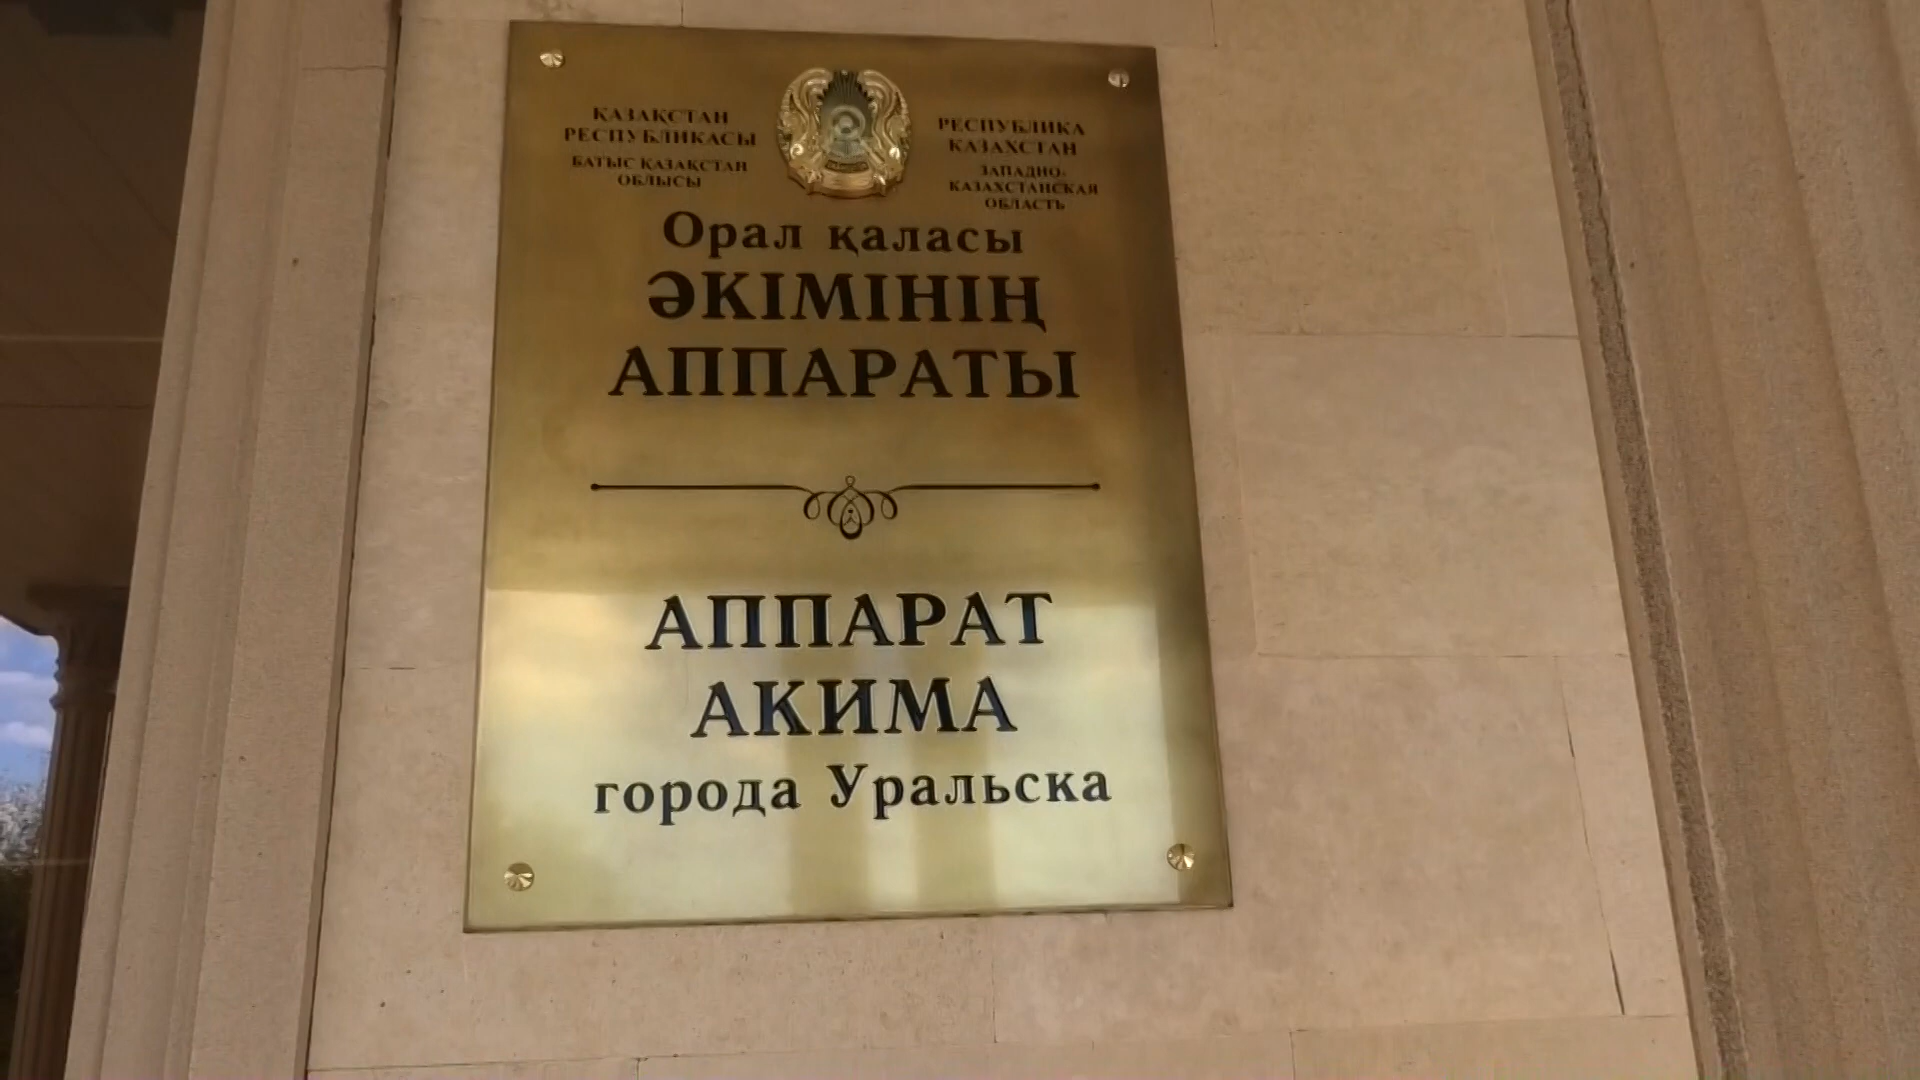 ҚАЗАҚСТАН
РЕСПУБЛИКАСЫ
БАТЫС ҚАЗАҚСТАН
ОБЛЫСЫ
РЕСПУБЛИКА
КАЗАХСТАН
ЗАПАДНО-
КАЗАХСТАНСКАЯ
ОБЛАСТЬ
Орал қаласы
ӘКІМІНІҢ
АППАРАТЫ
АППАРАТ
АКИМА
города Уральска